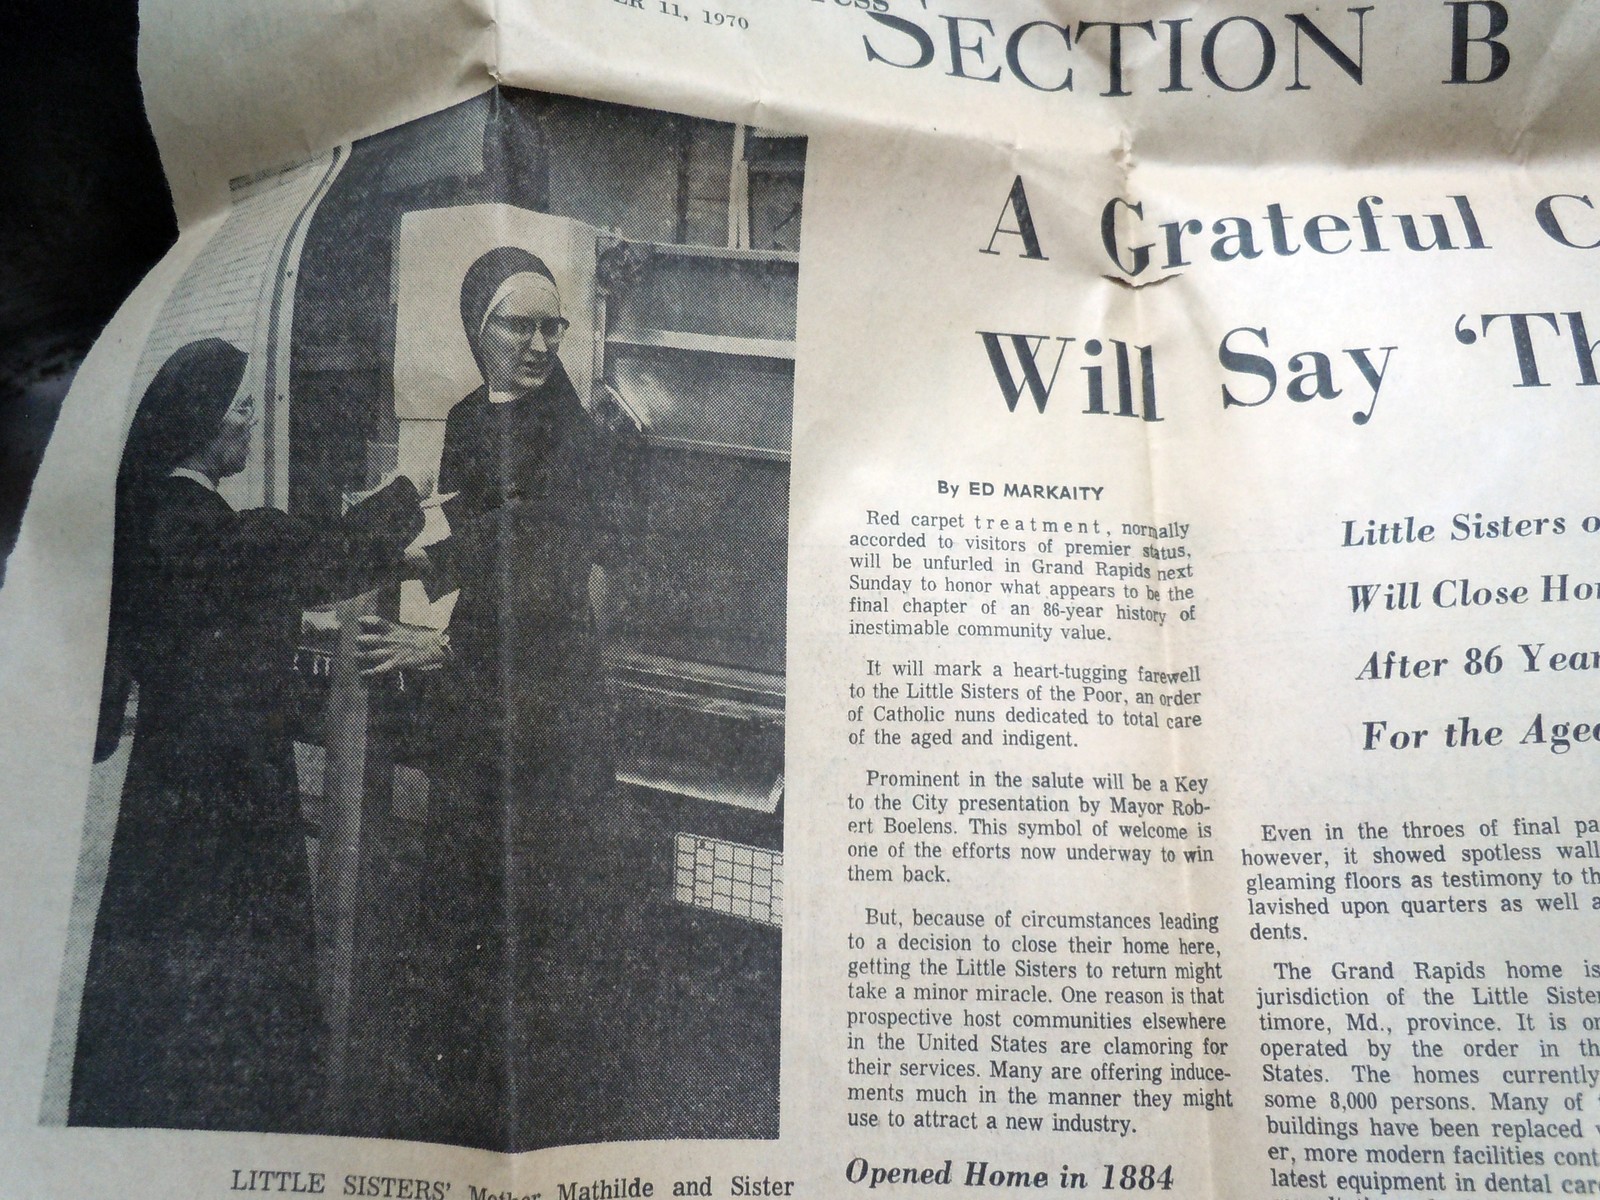 11, 1970
SECTION B
A Grateful
Will Say
By ED MARKAITY
Red carpet treatment, normally
accorded to visitors of premier status,
will be unfurled in Grand Rapids next
Sunday to honor what appears to be the
final chapter of an 86-year history of
inestimable community value.
It will mark a heart-tugging farewell
to the Little Sisters of the Poor, an order
of Catholic nuns dedicated to total care
of the aged and indigent.
Prominent in the salute will be a Key
to the City presentation by Mayor Rob-
ert Boelens. This symbol of welcome is
one of the efforts now underway to win
them back.
But, because of circumstances leading
to a decision to close their home here,
getting the Little Sisters to return might
take a minor miracle. One reason is that
prospective host communities elsewhere
in the United States are clamoring for
their services. Many are offering induce-
ments much in the manner they might
use to attract a new industry.
Opened Home in 1884
Little Sisters
Will Close
After 86
For the
Even in the throes of final
however, it showed spotless
gleaming floors as testimony to
lavished upon quarters as well
dents.
The Grand Rapids home is
jurisdiction of the Little
timore, Md., province. It is
operated by the order in
States. The homes currently
some 8,000 persons. Many of
buildings have been replaced
er, more modern facilities
latest equipment in dental
LITTLE SISTERS' Mother Mathilde and Sister